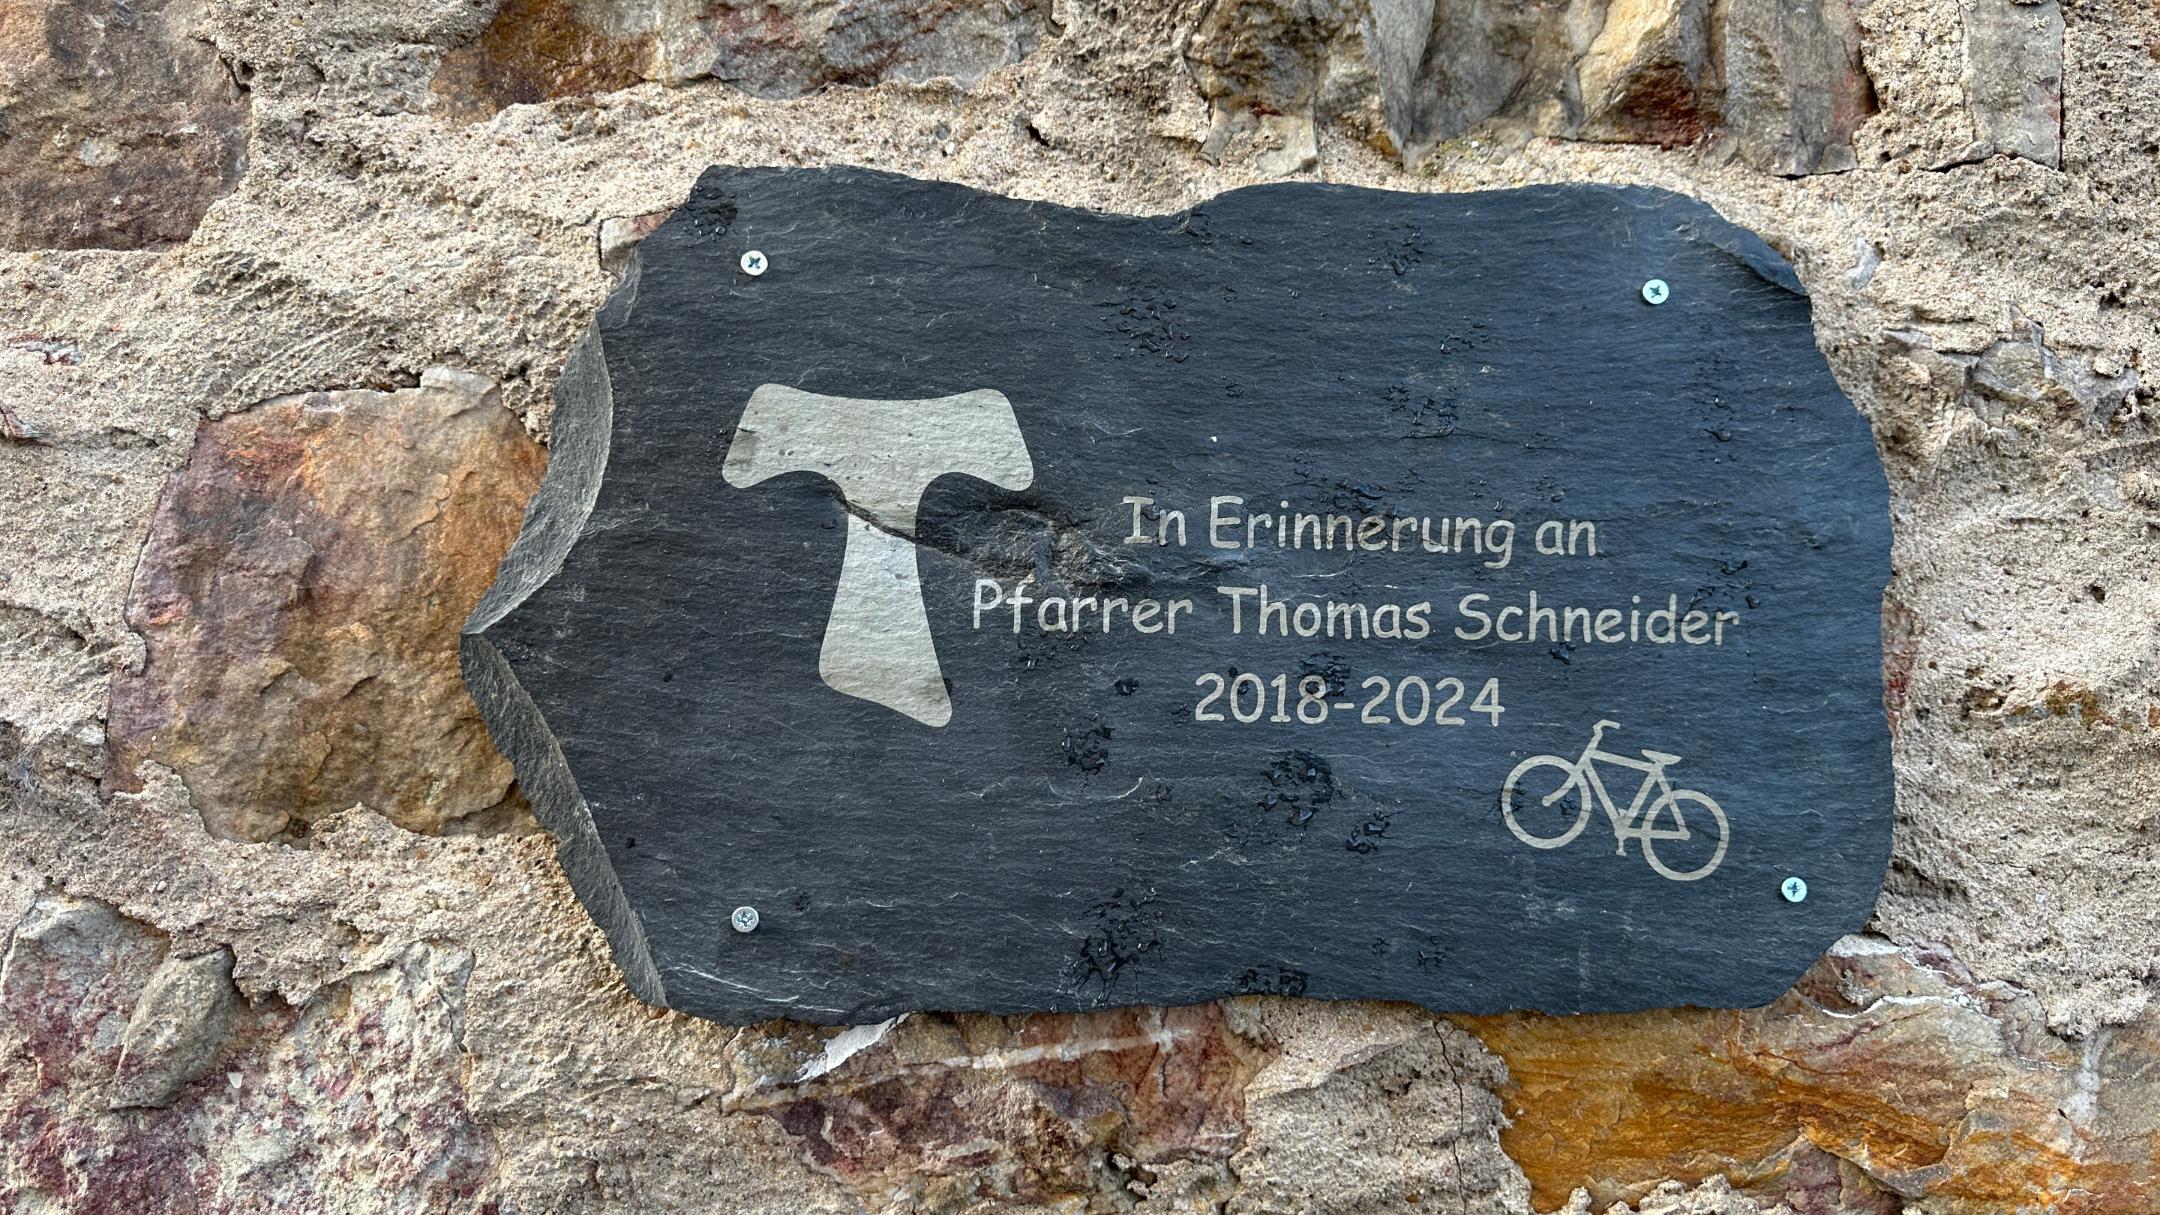 In Erinnerung an
Pfarrer Thomas Schneider
2018-2024